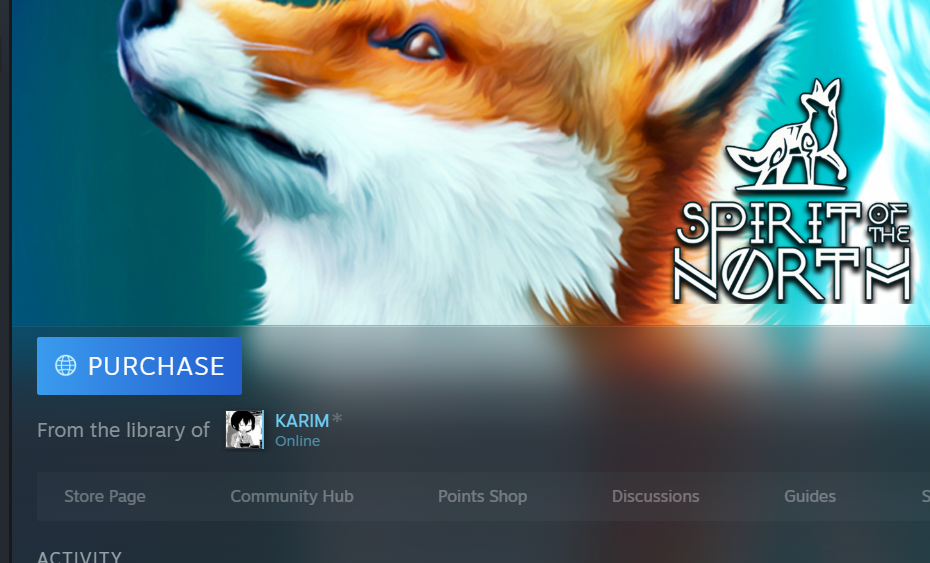 SPIRIT OF THE
NORTH
PURCHASE
From the library of
KARIM*
Online
Store Page
Community Hub
Points Shop
Discussions
Guides
S
ACTIVITY